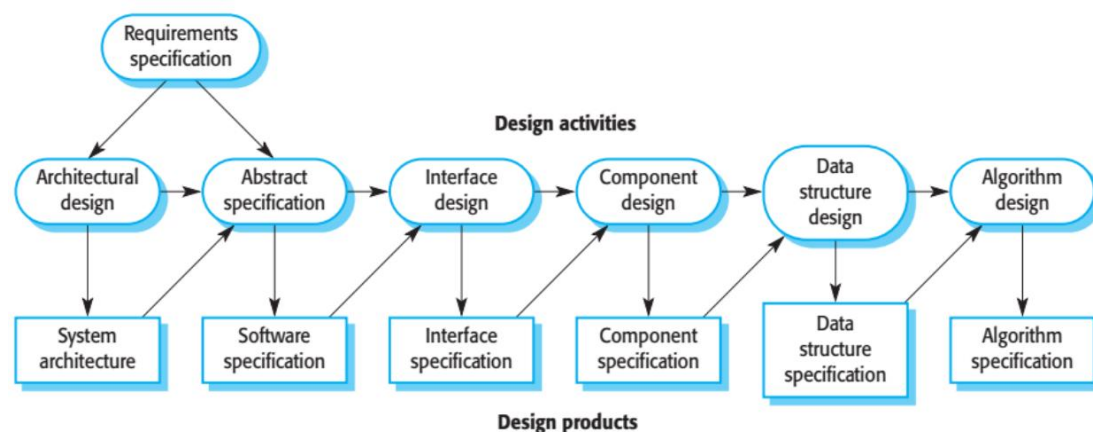 Requirements
specification
Design activities
Architectural
design
Abstract
specification
Interface
design
Component
design
Data
structure
design
Algorithm
design
System
architecture
Software
specification
Interface
specification
Component
specification
Data
structure
specification
Algorithm
specification
Design products